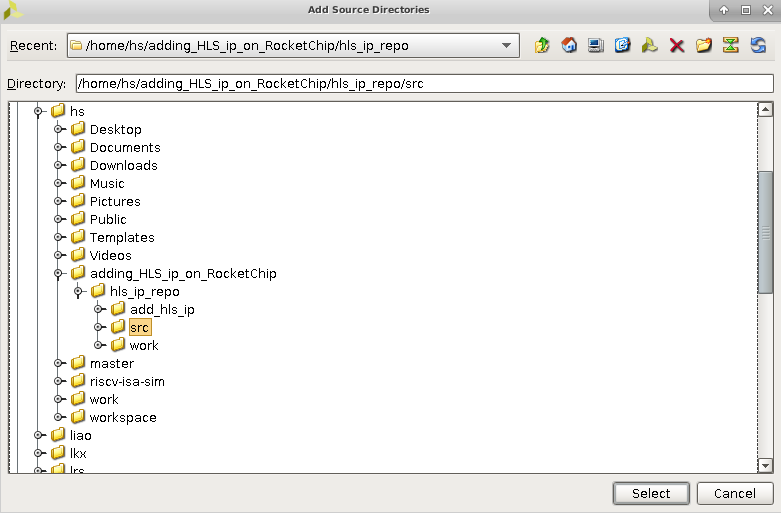 Add Source Directories
Recent: /home/hs/adding_HLS_ip_on_RocketChip/hls_ip_repo
Directory: /home/hs/adding_HLS_ip_on_RocketChip/hls_ip_repo/src
hs
Desktop
Documents
Downloads
Music
Pictures
Public
Templates
Videos
adding_HLS_ip_on_RocketChip
hls_ip_repo
add_hls_ip
src
work
master
riscv-isa-sim
work
workspace
liao
lkx
lrs
Select Cancel